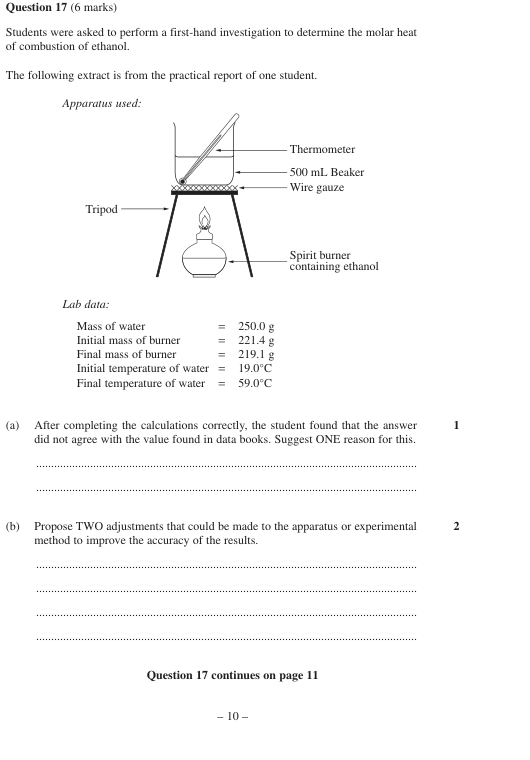 Question 17 (6 marks)
Students were asked to perform a first-hand investigation to determine the molar heat
of combustion of ethanol.
The following extract is from the practical report of one student.
Apparatus used:
Thermometer
500 mL Beaker
Wire gauze
Tripod
Spirit burner
containing ethanol
Lab data:
Mass of water = 250.0 g
Initial mass of burner = 221.4 g
Final mass of burner = 219.1 g
Initial temperature of water = 19.0°C
Final temperature of water = 59.0°C
(a) After completing the calculations correctly, the student found that the answer 1
did not agree with the value found in data books. Suggest ONE reason for this.
(b) Propose TWO adjustments that could be made to the apparatus or experimental 2
method to improve the accuracy of the results.
Question 17 continues on page 11
– 10 –